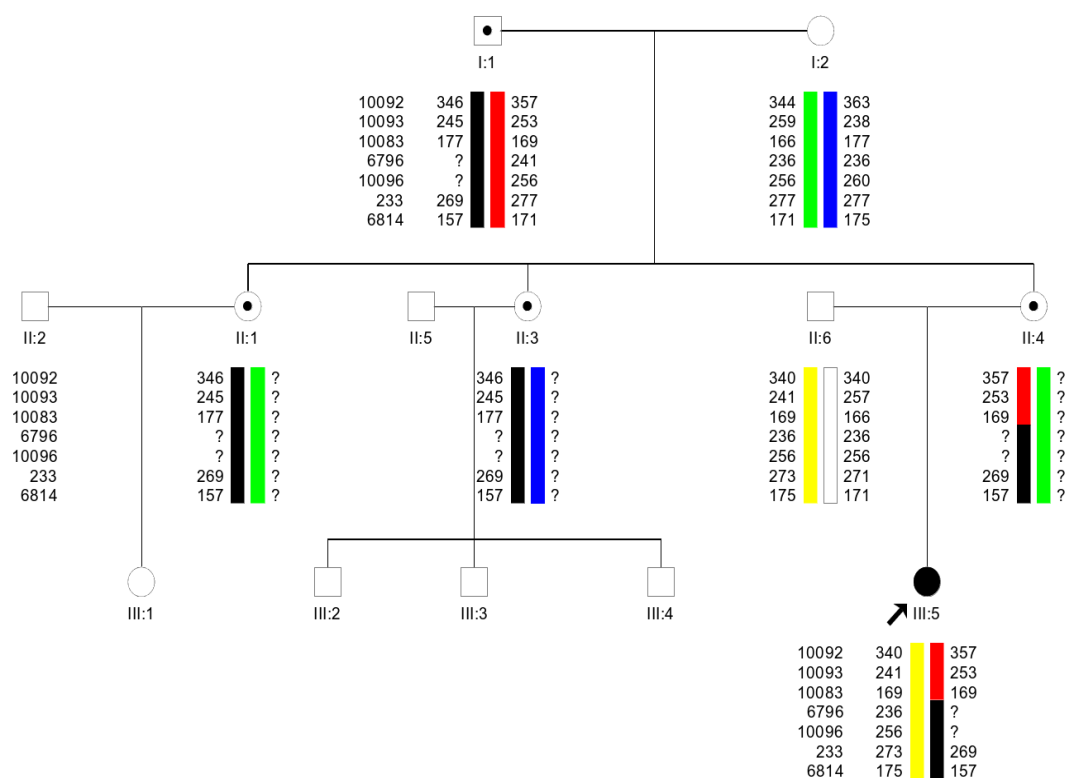 I:1 I:2
10092 346 357 344 363
10093 245 253 259 238
10083 177 169 166 177
6796 ? 241 236 236
10096 ? 256 256 260
233 269 277 277 277
6814 157 171 171 175
II:2 II:1 II:5 II:3 II:6 II:4
10092 346 ? 346 ? 340 340 357 ?
10093 245 ? 245 ? 241 257 253 ?
10083 177 ? 177 ? 169 166 169 ?
6796 ? ? ? ? 236 236 ? ?
10096 ? ? ? ? 256 256 ? ?
233 269 ? 269 ? 273 271 269 ?
6814 157 ? 157 ? 175 171 157 ?
III:1 III:2 III:3 III:4 III:5
10092 340 357
10093 241 253
10083 169 169
6796 236 ?
10096 256 ?
233 273 269
6814 175 157